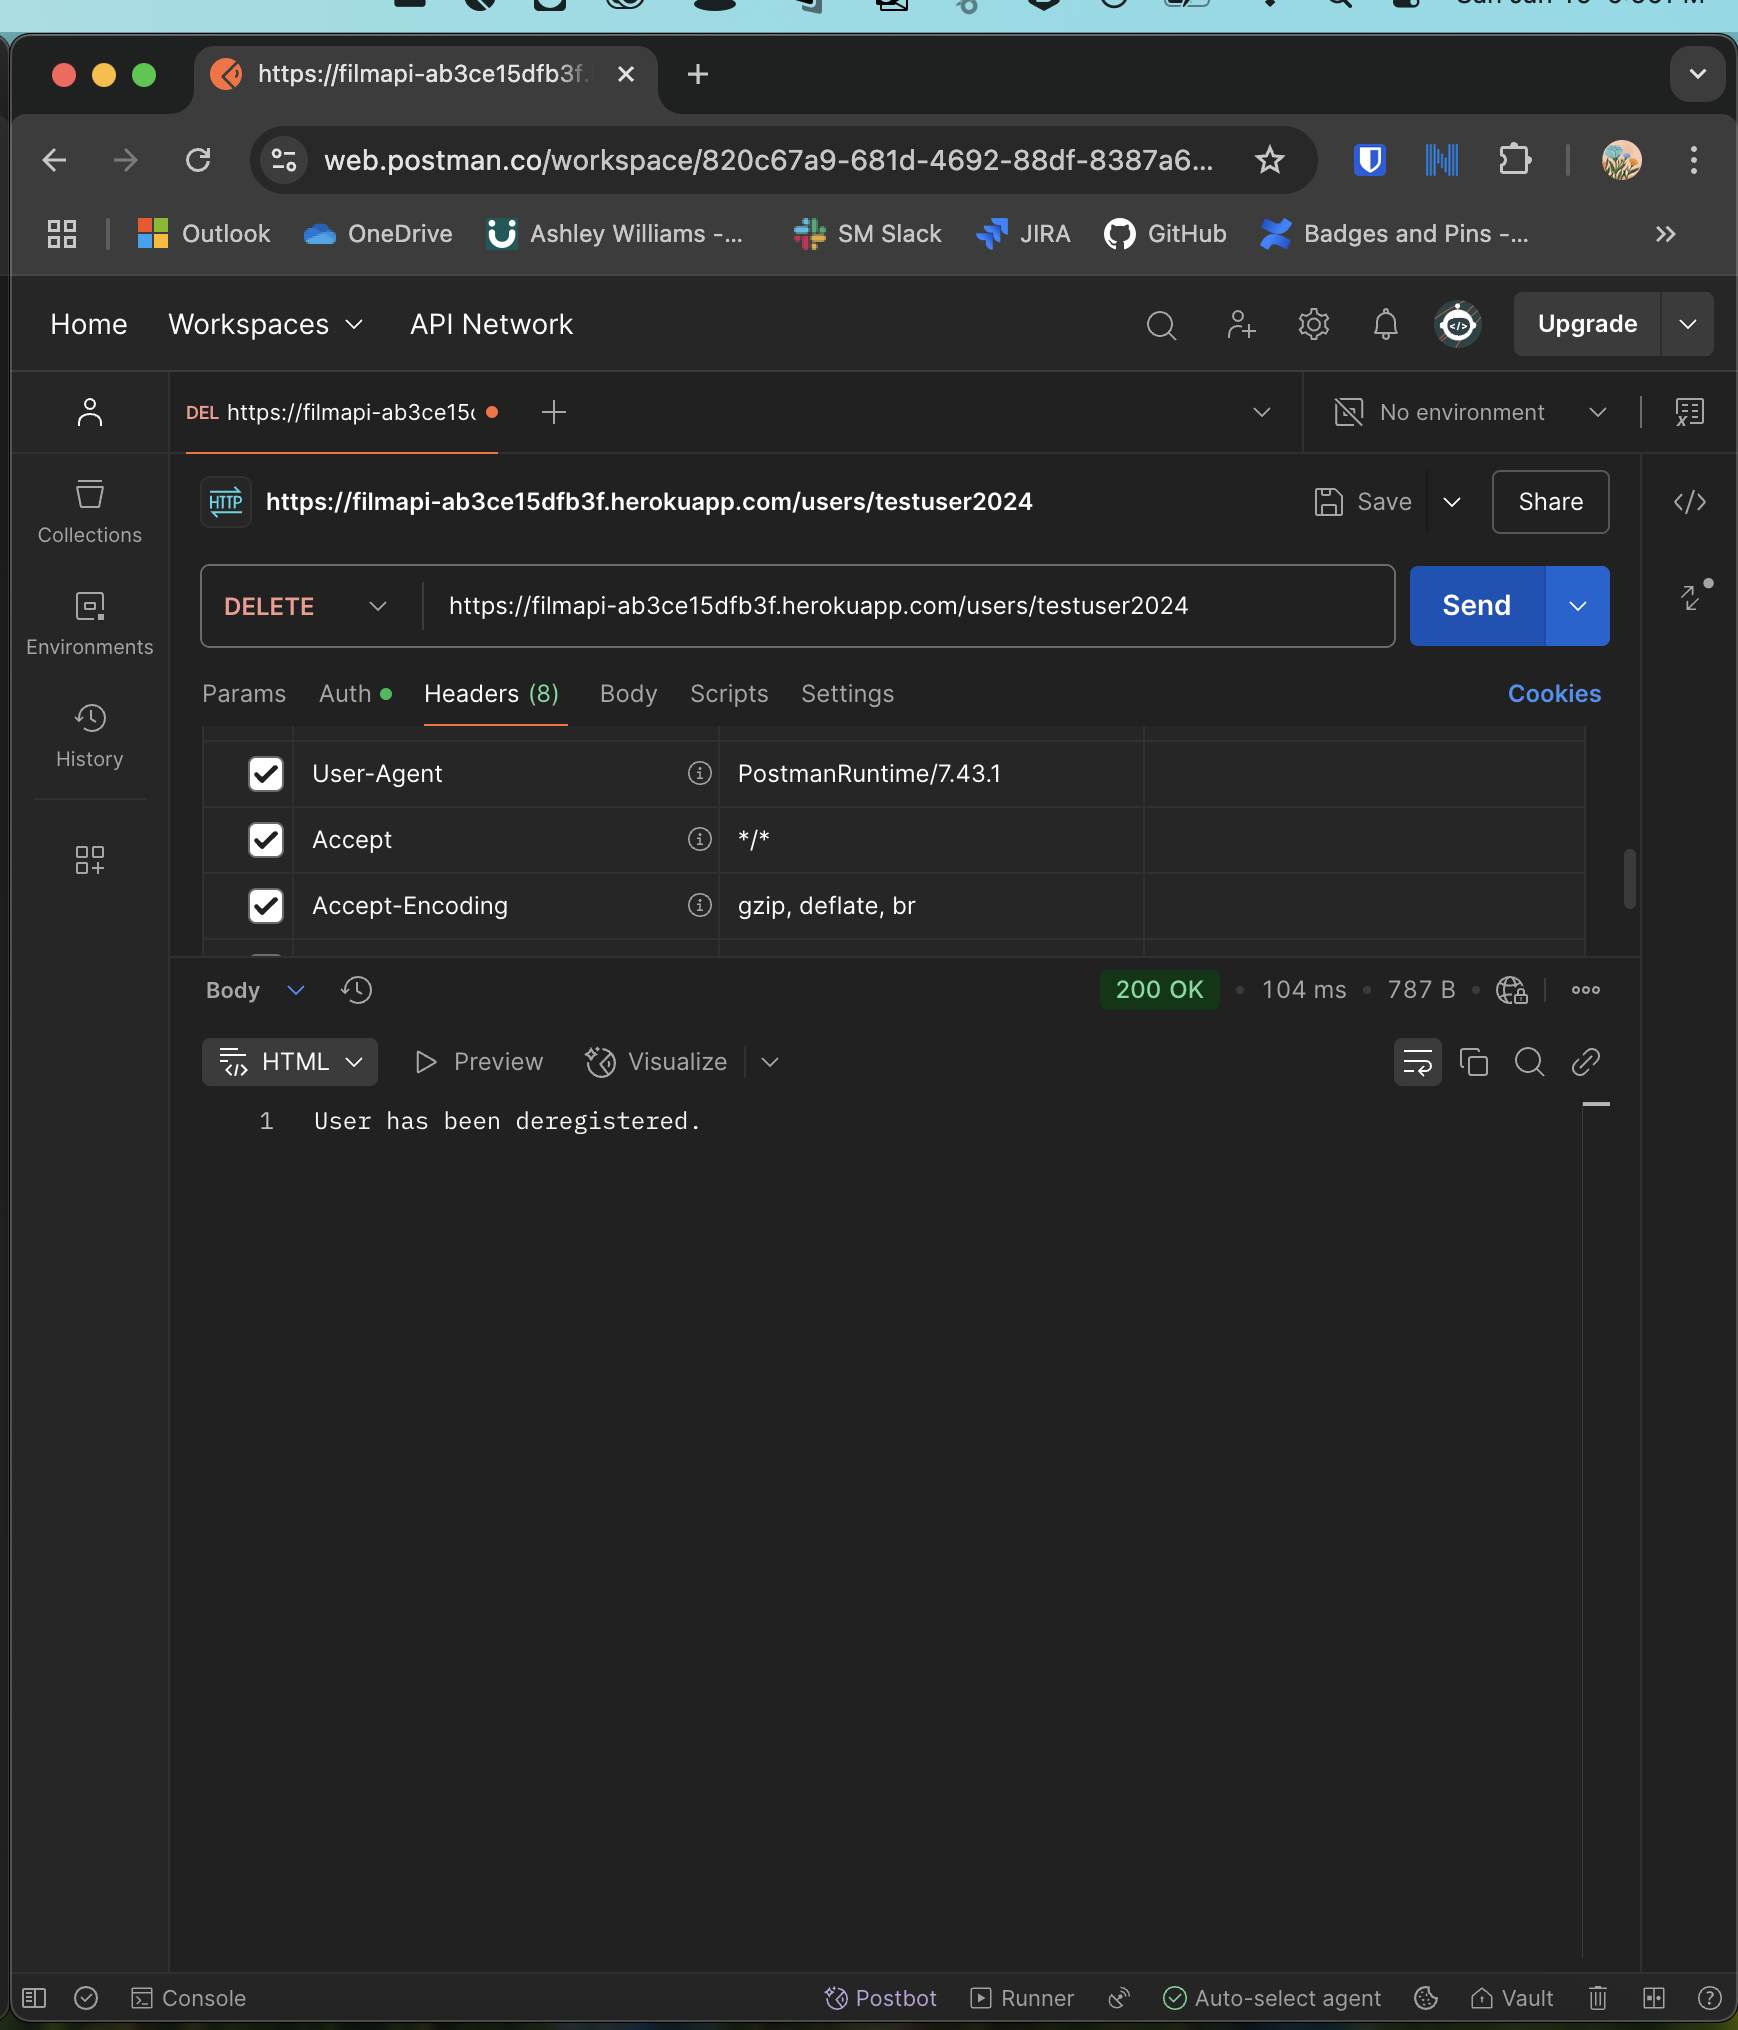 https://filmapi-ab3ce15dfb3f.
web.postman.co/workspace/820c67a9-681d-4692-88df-8387a6...
Outlook OneDrive Ashley Williams -... SM Slack JIRA GitHub Badges and Pins -...
Home Workspaces API Network Upgrade
DEL https://filmapi-ab3ce15 No environment
HTTP https://filmapi-ab3ce15dfb3f.herokuapp.com/users/testuser2024 Save Share
Collections
DELETE https://filmapi-ab3ce15dfb3f.herokuapp.com/users/testuser2024 Send
Environments
Params Auth Headers (8) Body Scripts Settings Cookies
History
User-Agent PostmanRuntime/7.43.1
Accept */*
Accept-Encoding gzip, deflate, br
Body 200 OK 104 ms 787 B
HTML Preview Visualize
1 User has been deregistered.
Console Postbot Runner Auto-select agent Vault